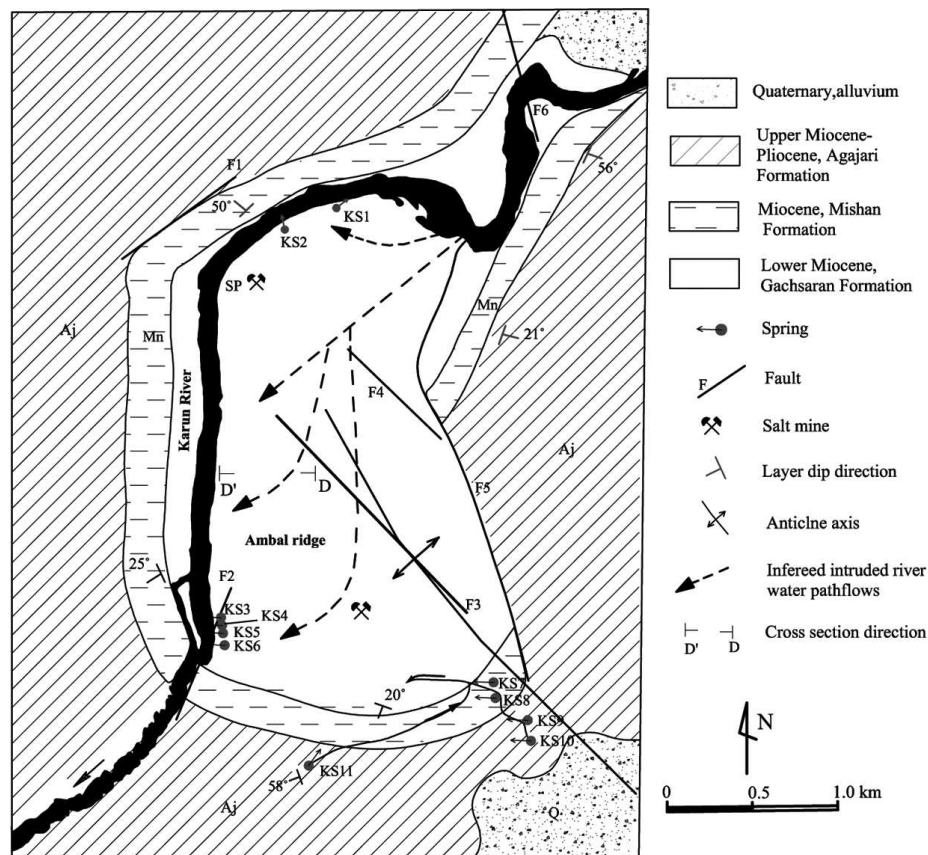 F6
F1
56°
50°
KS1
KS2
SP
Mn
21°
Aj
Mn
Karun River
F4
Aj
D'
D
F5
Ambal ridge
25°
F2
KS3
KS4
F3
KS5
KS6
KS7
20°
KS8
KS9
KS10
KS11
58°
Aj
Q
Quaternary,alluvium
Upper Miocene-
Pliocene, Agajari
Formation
Miocene, Mishan
Formation
Lower Miocene,
Gachsaran Formation
Spring
F
Fault
Salt mine
Layer dip direction
Anticlne axis
Infereed intruded river
water pathflows
D'
D
Cross section direction
N
0
1.0 km